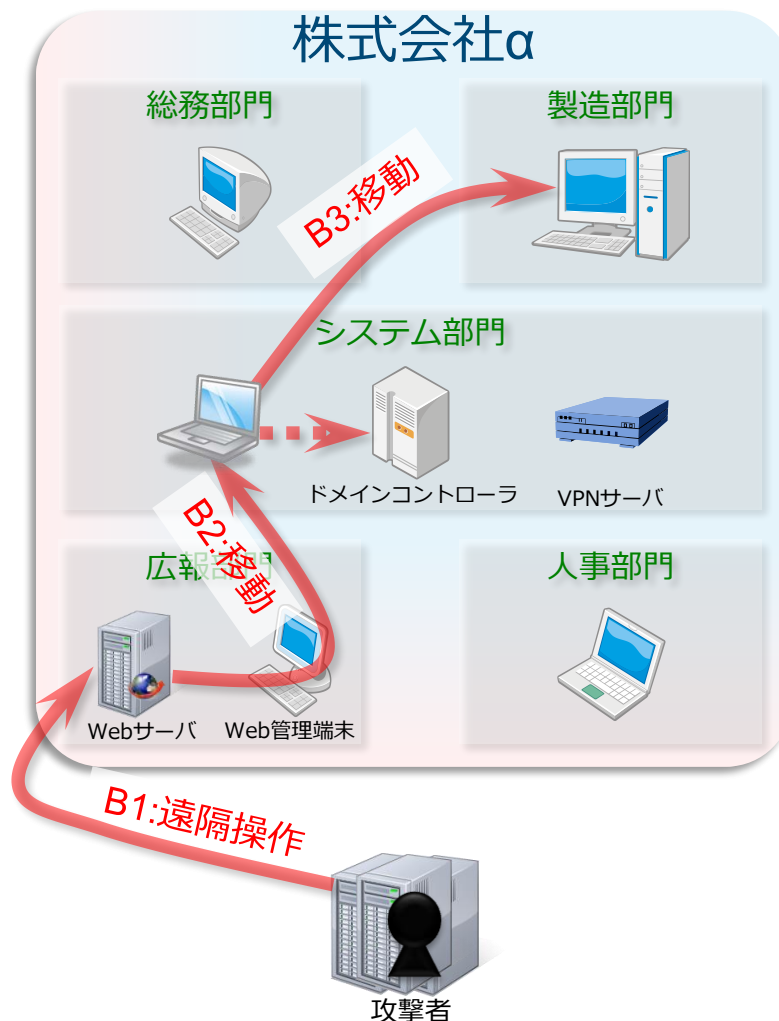 株式会社α
総務部門
製造部門
B3:移動
システム部門
ドメインコントローラ
VPNサーバ
B2:移動
広報部門
人事部門
Webサーバ
Web管理端末
B1:遠隔操作
攻撃者